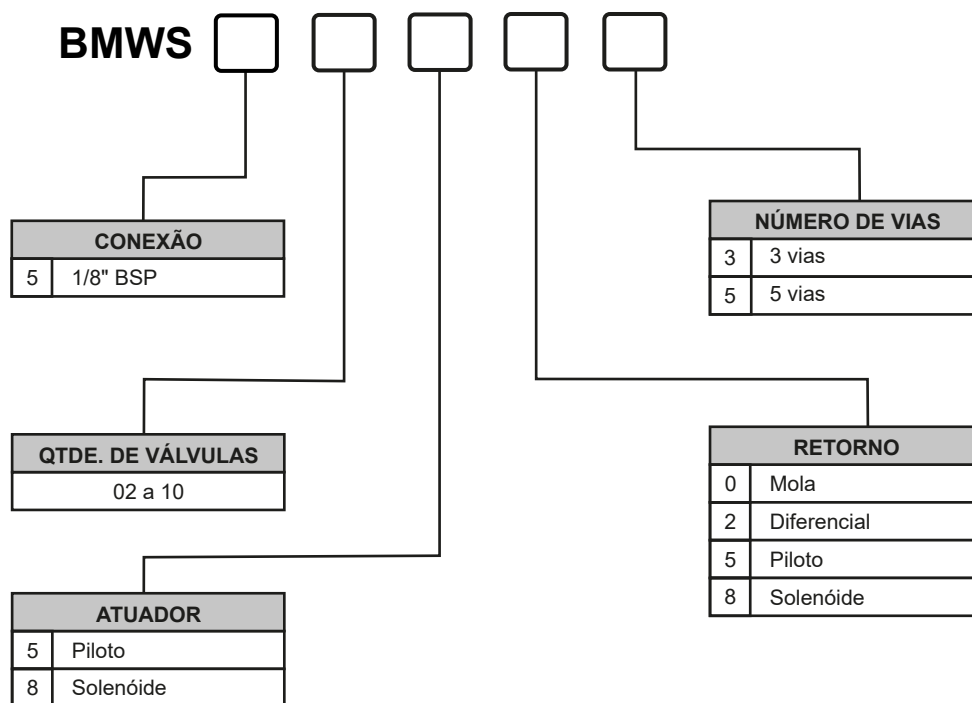 BMWS
CONEXÃO
5 1/8" BSP
QTDE. DE VÁLVULAS
02 a 10
ATUADOR
5 Piloto
8 Solenóide
NÚMERO DE VIAS
3 3 vias
5 5 vias
RETORNO
0 Mola
2 Diferencial
5 Piloto
8 Solenóide